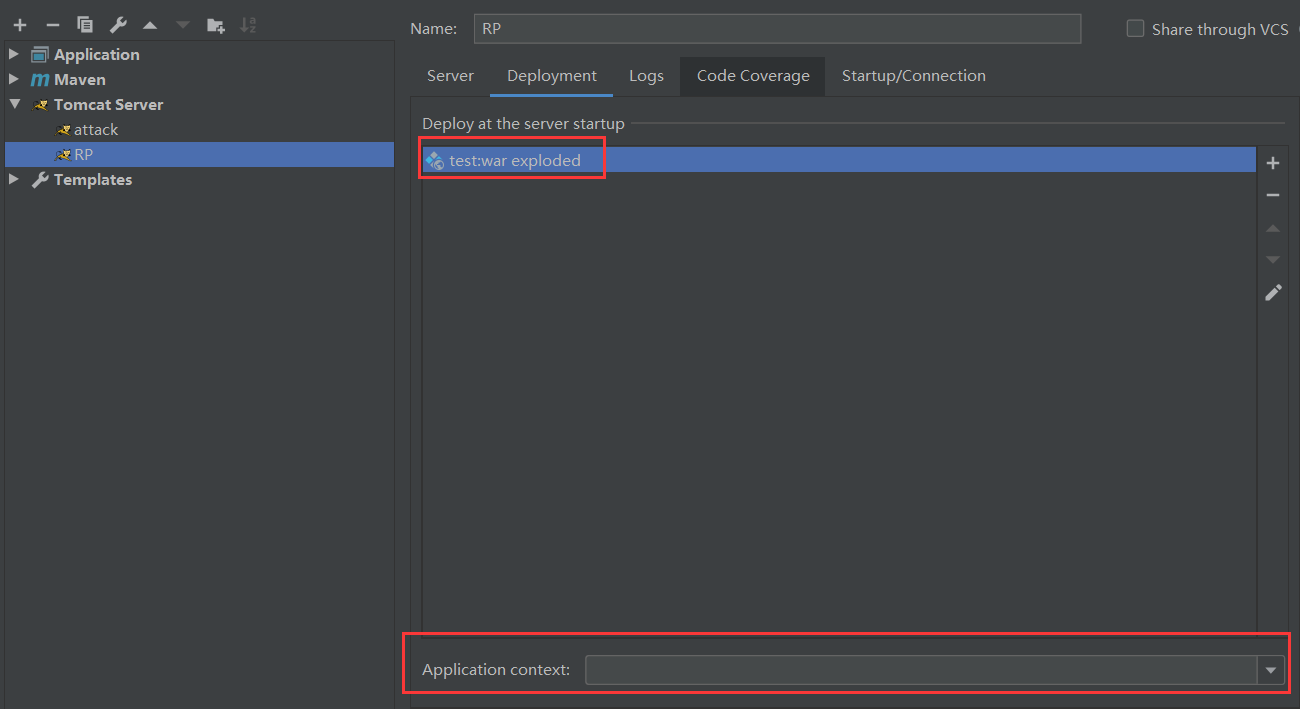 Name: RP Share through VCS
Application
Maven
Tomcat Server
attack
RP
Templates
Server Deployment Logs Code Coverage Startup/Connection
Deploy at the server startup
test:war exploded
Application context: